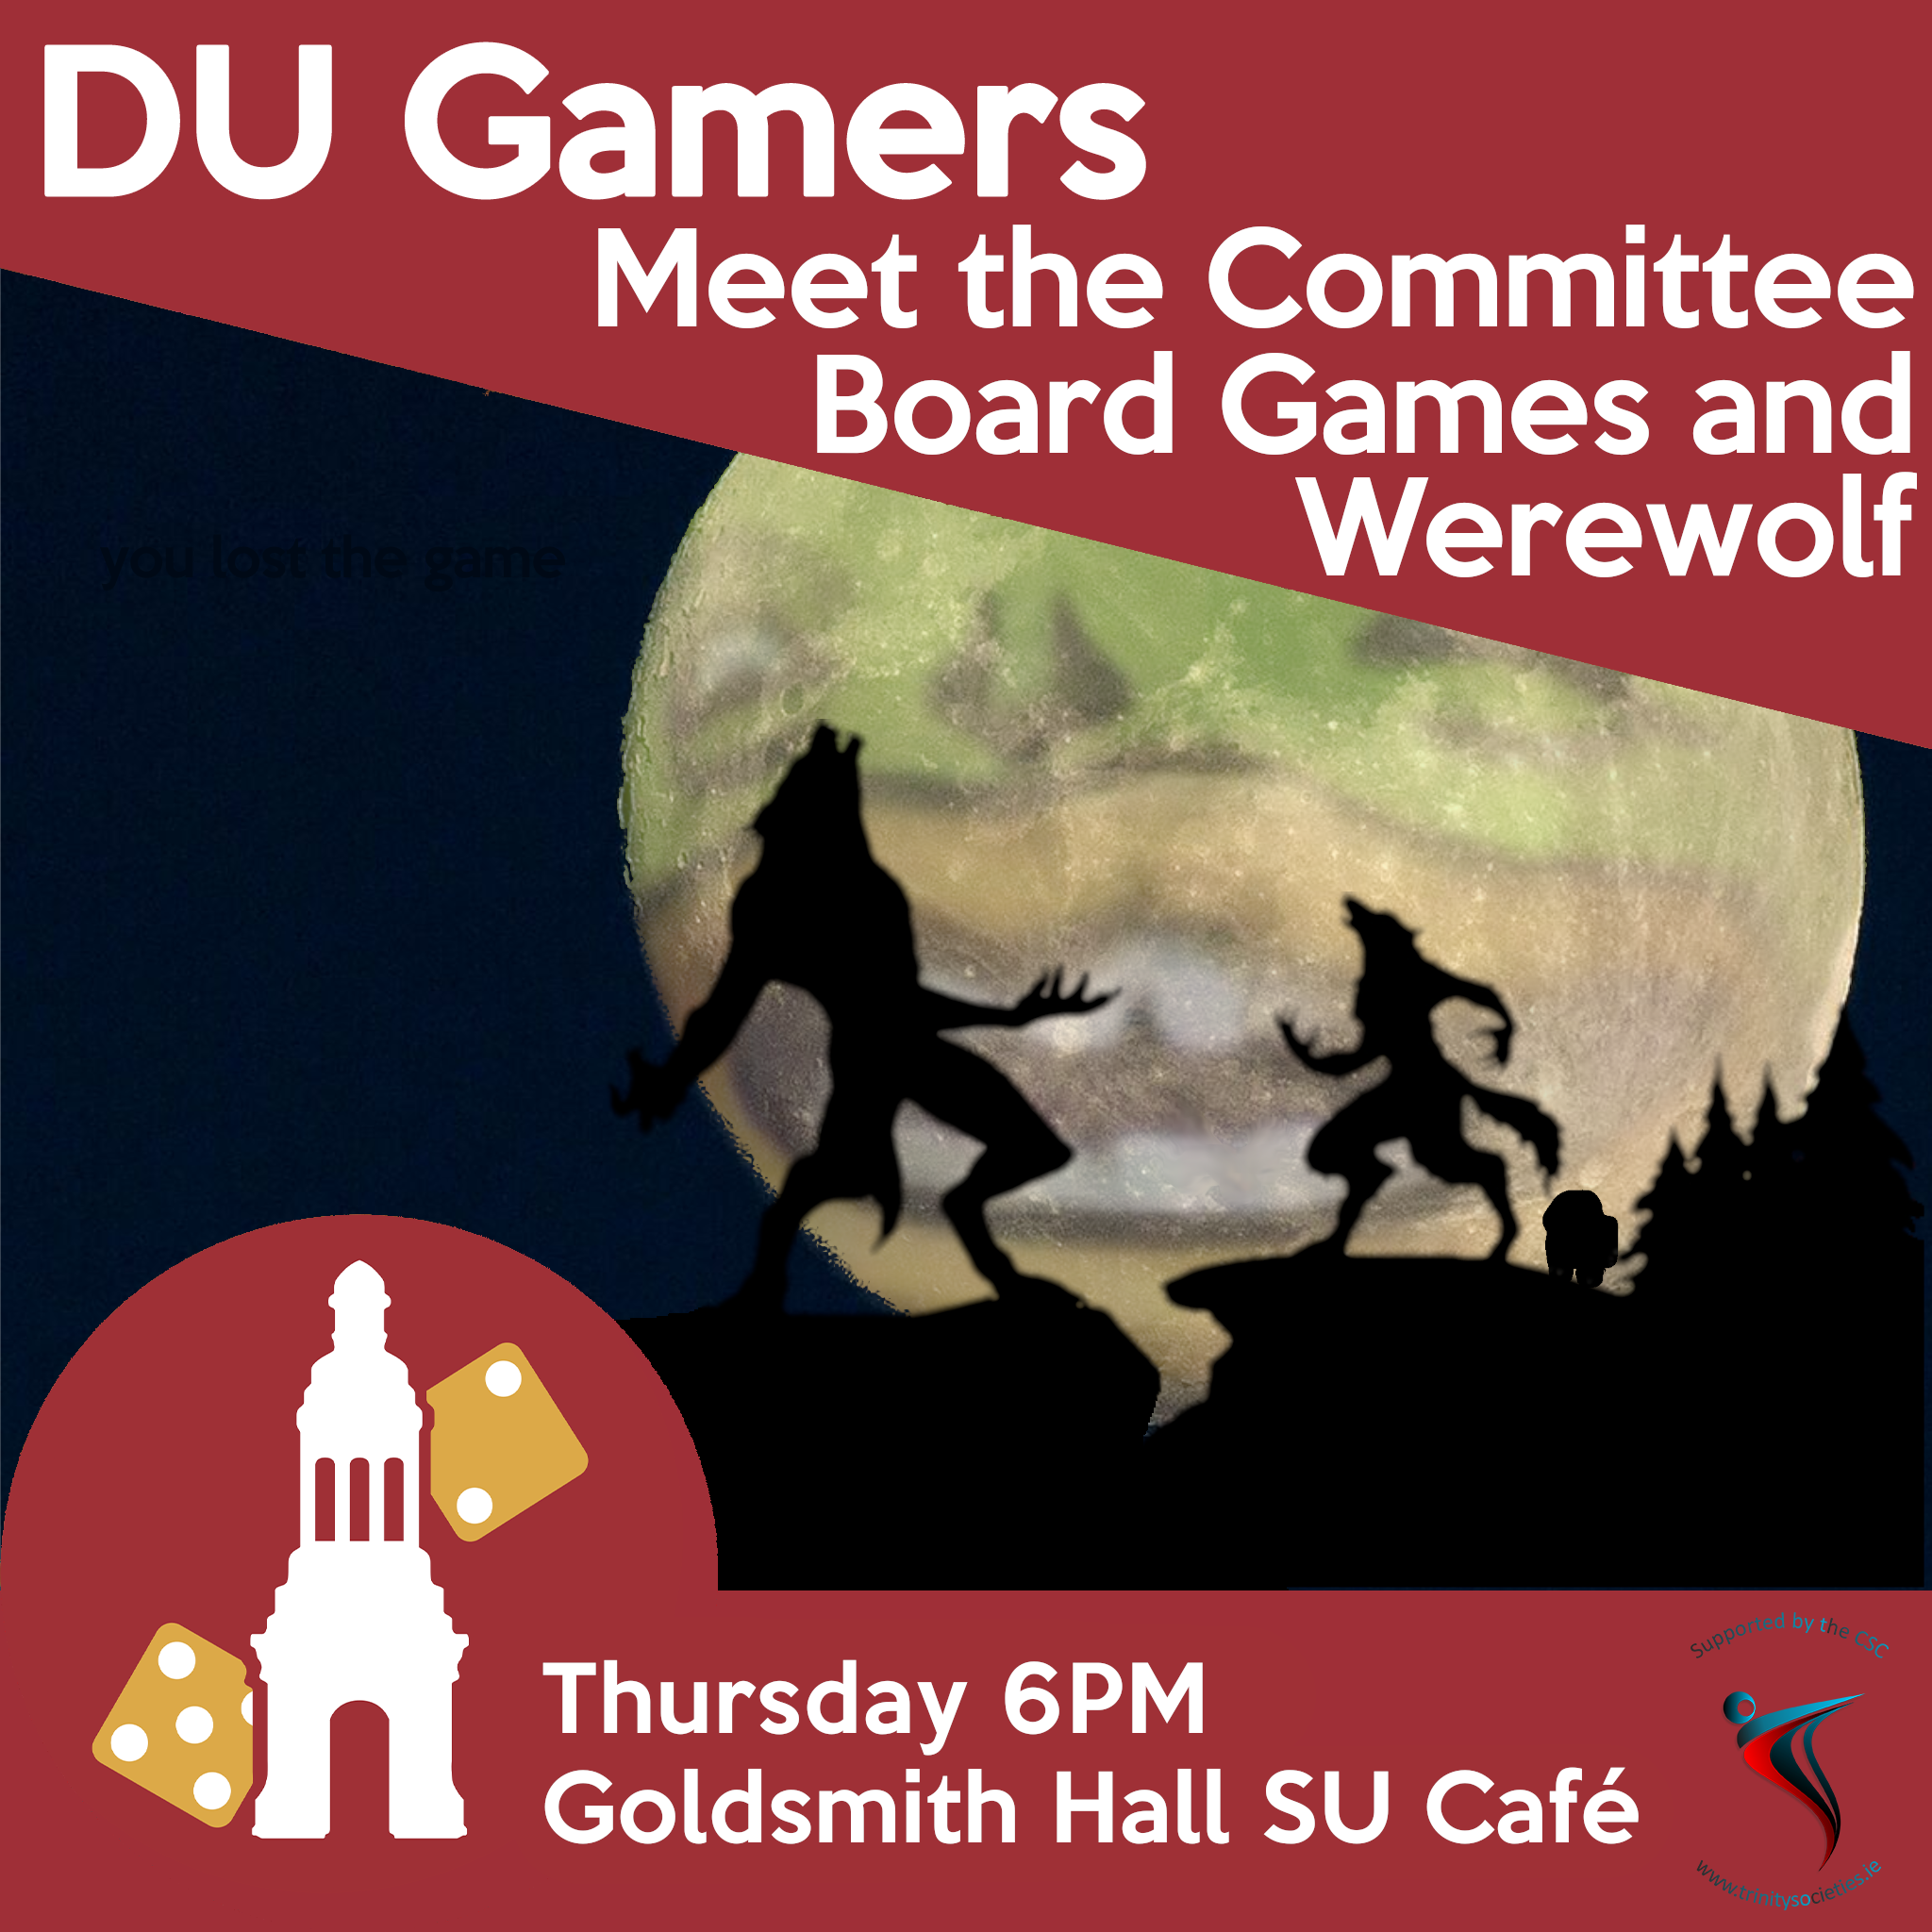 DU Gamers
Meet the Committee
Board Games and
Werewolf
you lost the game
Thursday 6PM
Goldsmith Hall SU Café
Supported by the CSC
www.trinitysocieties.ie